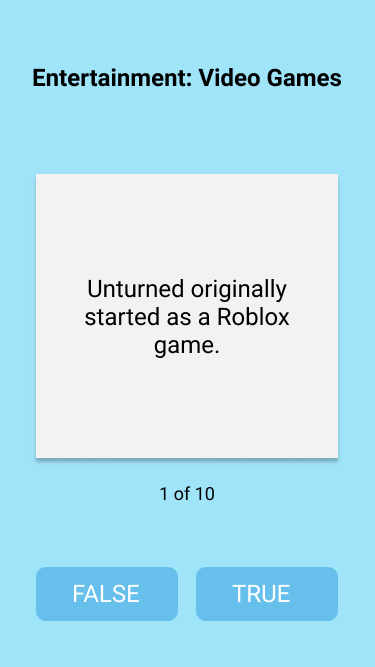 Entertainment: Video Games
Unturned originally
started as a Roblox
game.
1 of 10
FALSE
TRUE